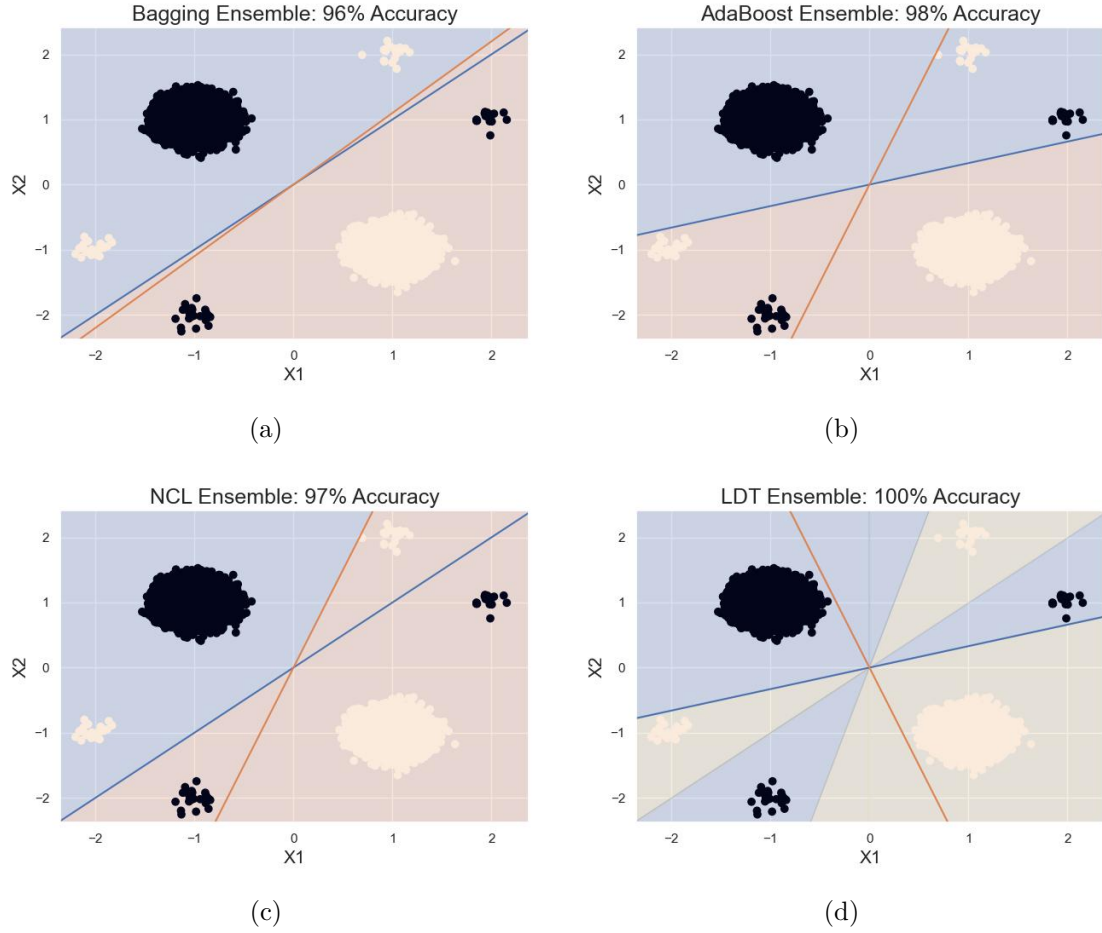 Bagging Ensemble: 96% Accuracy
2
1
0
−1
−2
X2
−2 −1 0 1 2
X1
(a)
AdaBoost Ensemble: 98% Accuracy
2
1
0
−1
−2
X2
−2 −1 0 1 2
X1
(b)
NCL Ensemble: 97% Accuracy
2
1
0
−1
−2
X2
−2 −1 0 1 2
X1
(c)
LDT Ensemble: 100% Accuracy
2
1
0
−1
−2
X2
−2 −1 0 1 2
X1
(d)